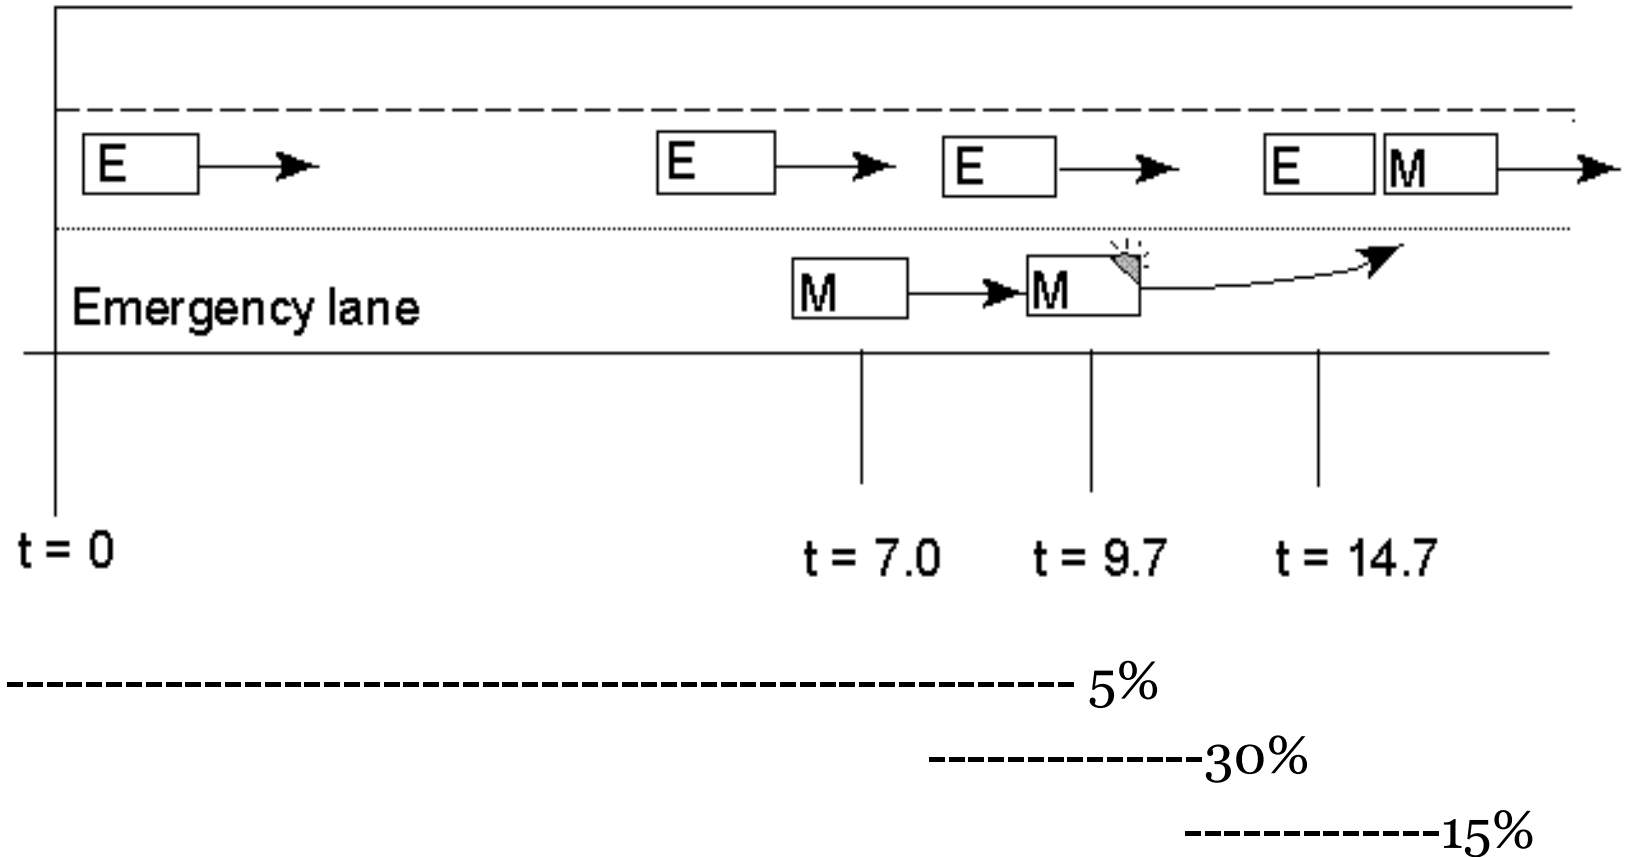 E E E E M
Emergency lane M M
t = 0 t = 7.0 t = 9.7 t = 14.7
5%
30%
15%